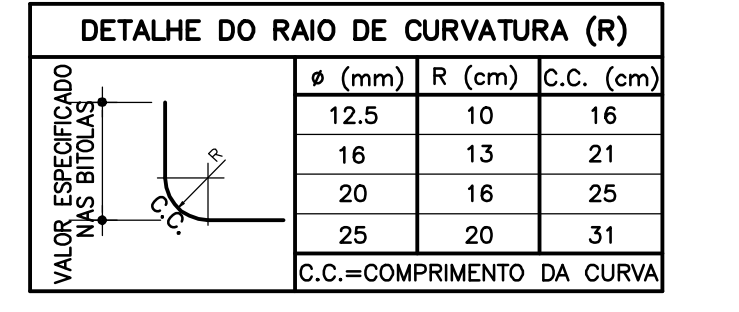 DETALHE DO RAIO DE CURVATURA (R)
VALOR ESPECIFICADO
NAS BITOLAS
R
C.C.
ø (mm) R (cm) C.C. (cm)
12.5 10 16
16 13 21
20 16 25
25 20 31
C.C.=COMPRIMENTO DA CURVA